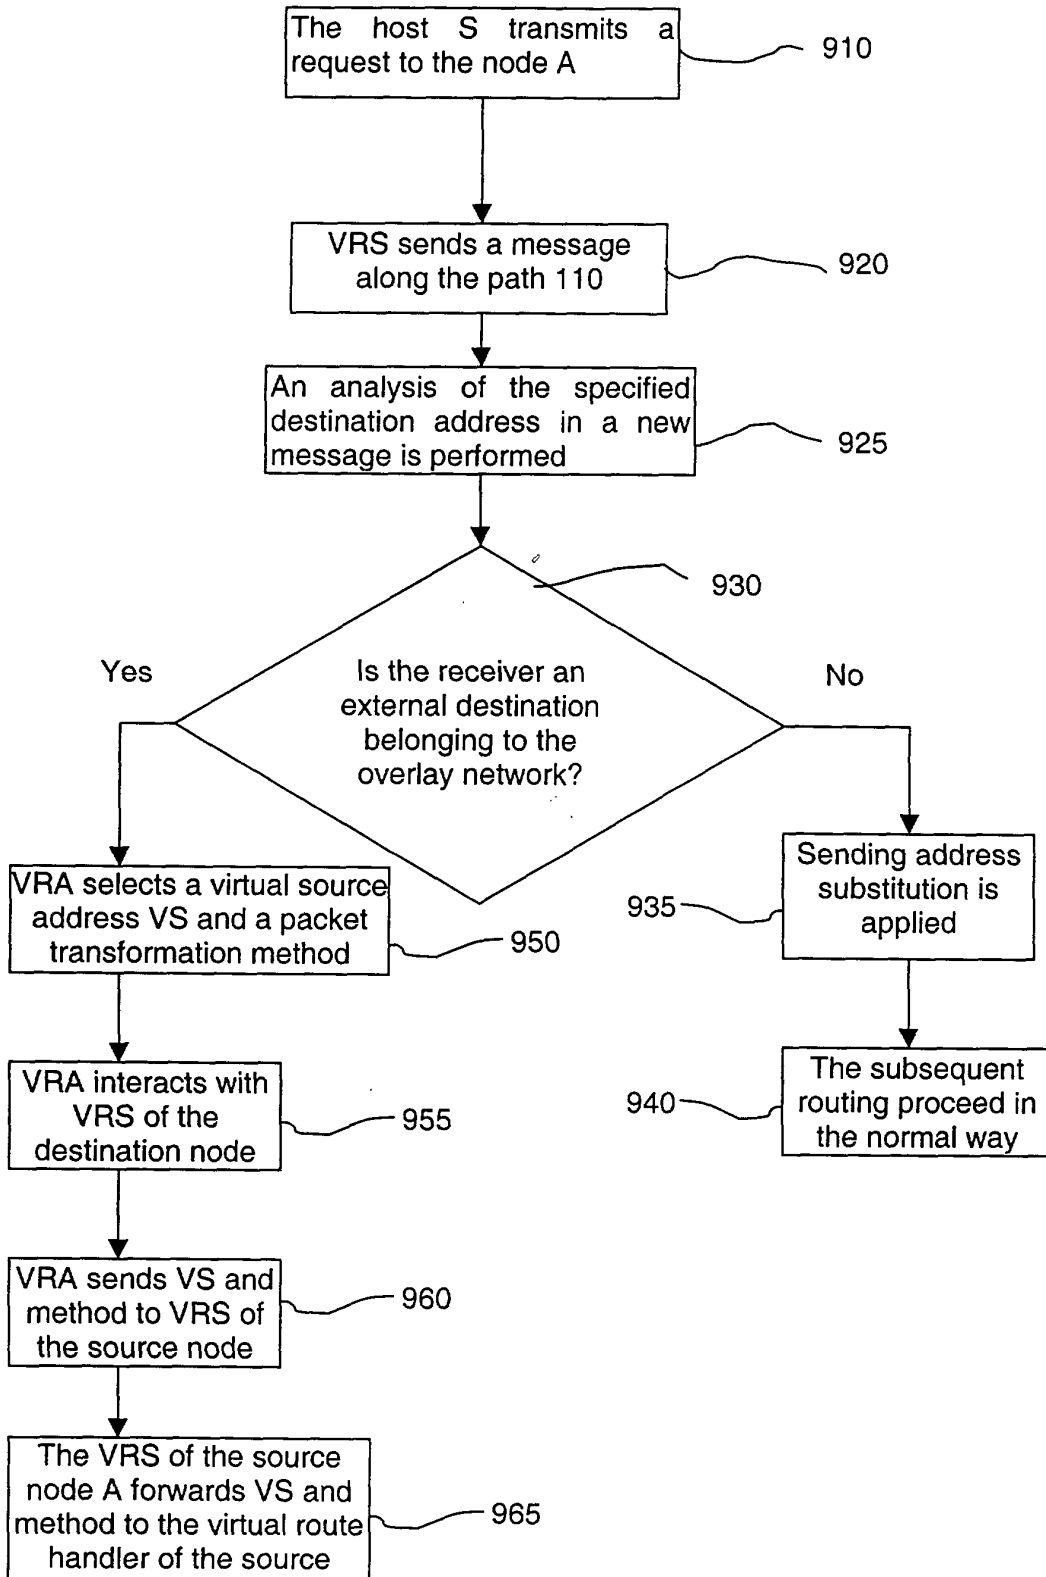 The host S transmits a
request to the node A
910
VRS sends a message
along the path 110
920
An analysis of the specified
destination address in a new
message is performed
925
930
Is the receiver an
external destination
belonging to the
overlay network?
Yes
No
VRA selects a virtual source
address VS and a packet
transformation method
950
Sending address
substitution is
applied
935
VRA interacts with
VRS of the
destination node
955
The subsequent
routing proceed in
the normal way
940
VRA sends VS and
method to VRS of
the source node
960
The VRS of the source
node A forwards VS and
method to the virtual route
handler of the source
965